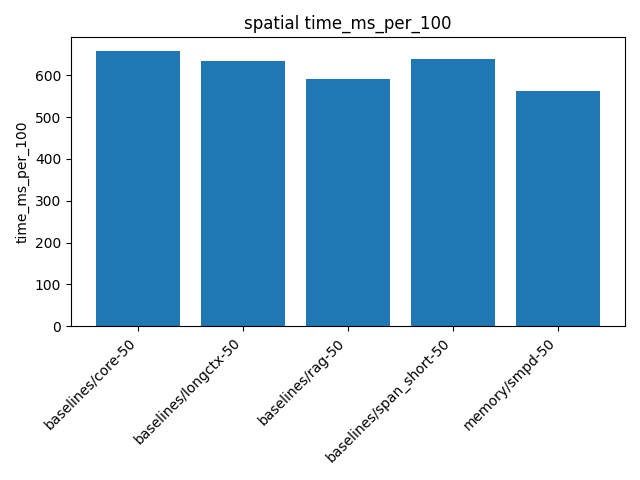 spatial time_ms_per_100
time_ms_per_100
600
500
400
300
200
100
0
baselines/core-50
baselines/longctx-50
baselines/rag-50
baselines/span_short-50
memory/smpd-50